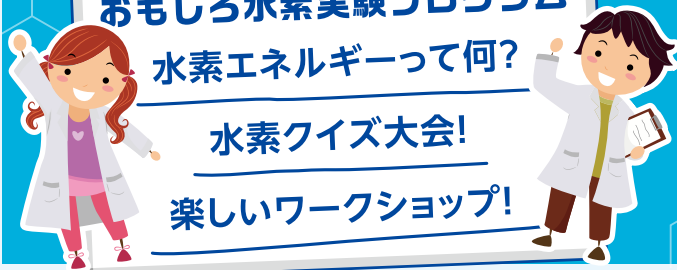 おもしろ水素実験プログラム
水素エネルギーって何?
水素クイズ大会!
楽しいワークショップ!